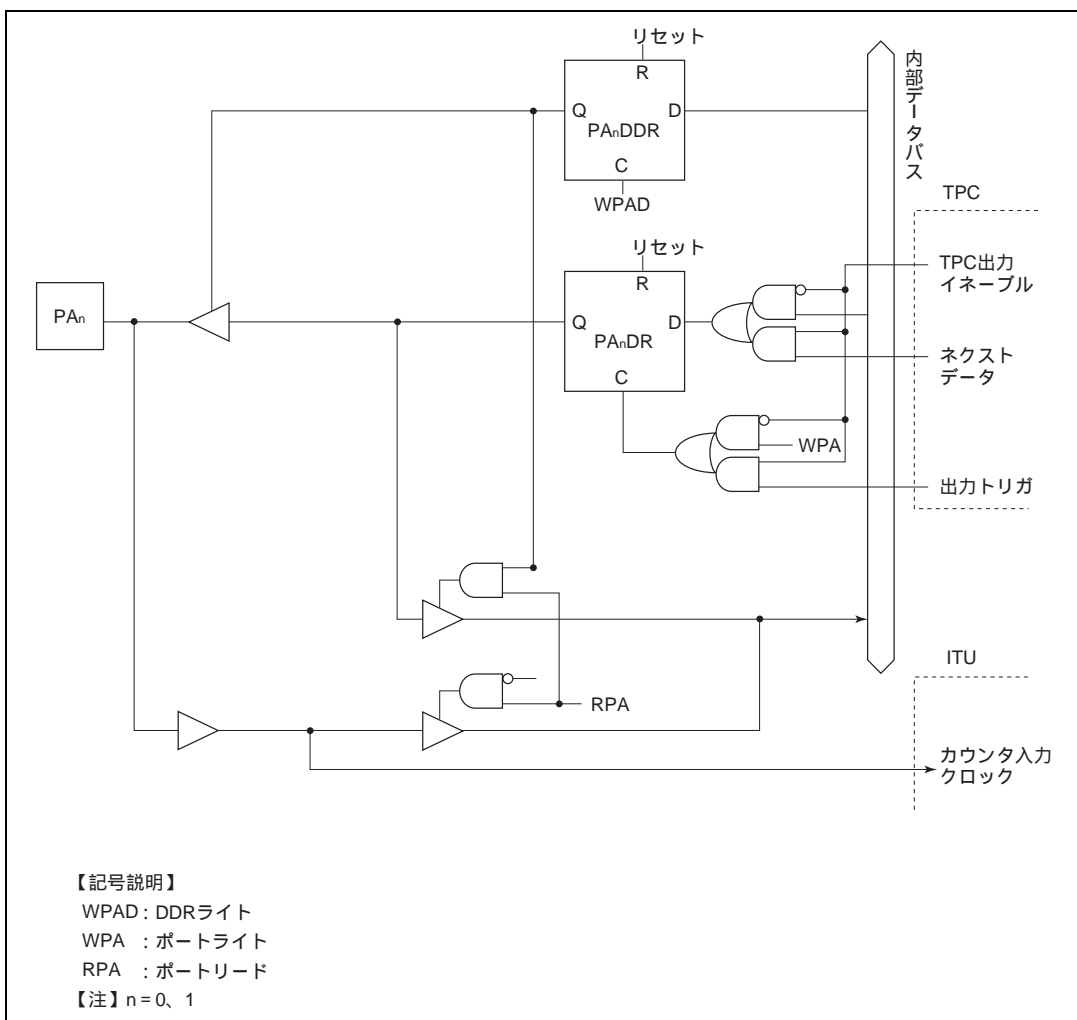 リセット
R
Q
PAnDDR
D
C
WPAD
内部データバス
TPC
リセット
R
Q
PAnDR
D
C
TPC出力
イネーブル
PAn
ネクスト
データ
WPA
出力トリガ
ITU
RPA
カウンタ入力
クロック
【記号説明】
WPAD：DDRライト
WPA ：ポートライト
RPA ：ポートリード
【注】n = 0、1